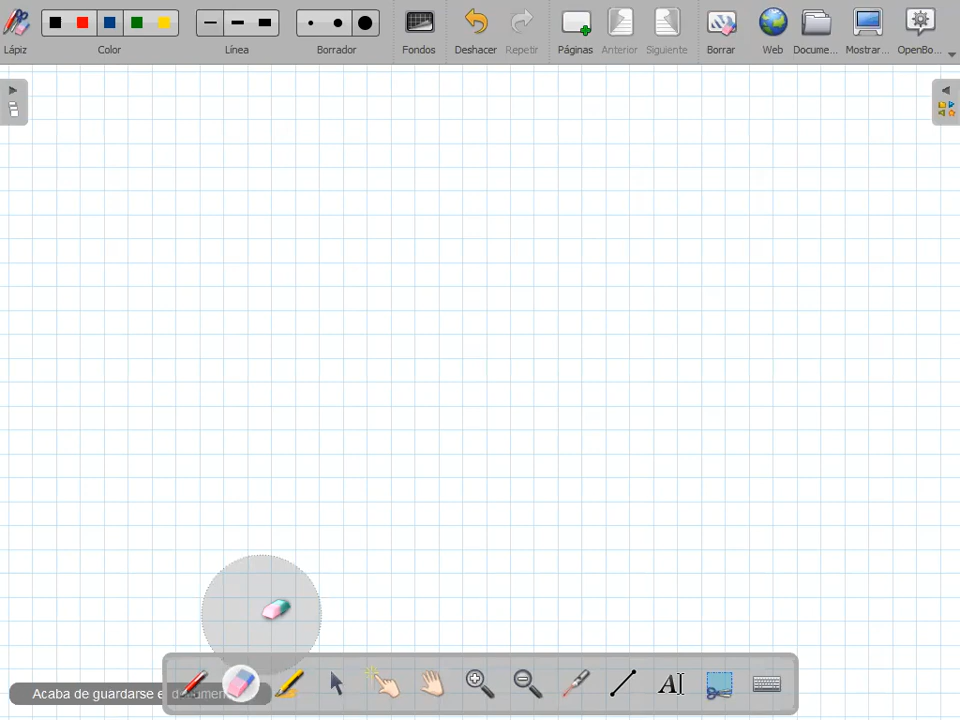 Lápiz
Color
Línea
Borrador
Fondos
Deshacer
Repetir
Páginas
Anterior
Siguiente
Borrar
Web
Docume...
Mostrar...
OpenBo...
Acaba de guardarse e